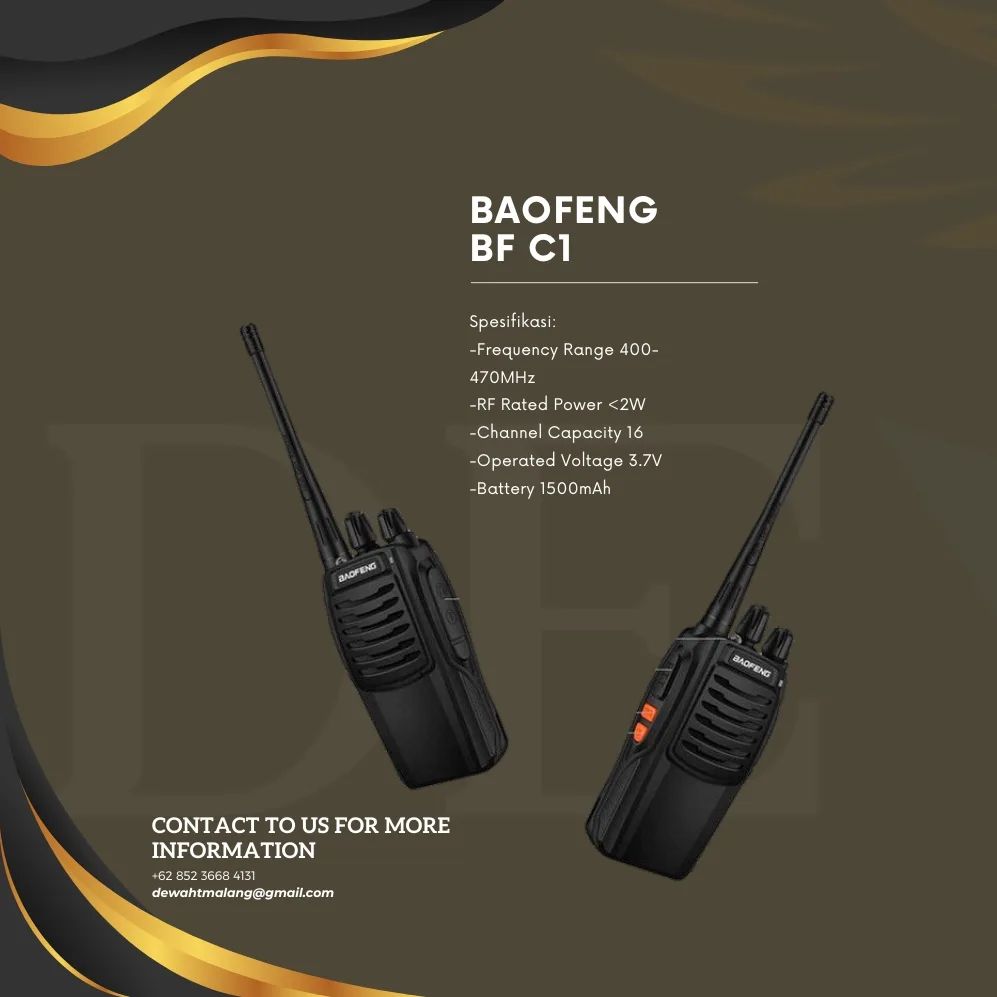 BAOFENG
BF C1
Spesifikasi:
-Frequency Range 400-
470MHz
-RF Rated Power <2W
-Channel Capacity 16
-Operated Voltage 3.7V
-Battery 1500mAh
BAOFENG
BAOFENG
DE
CONTACT TO US FOR MORE
INFORMATION
+62 852 3668 4131
dewahtmalang@gmail.com